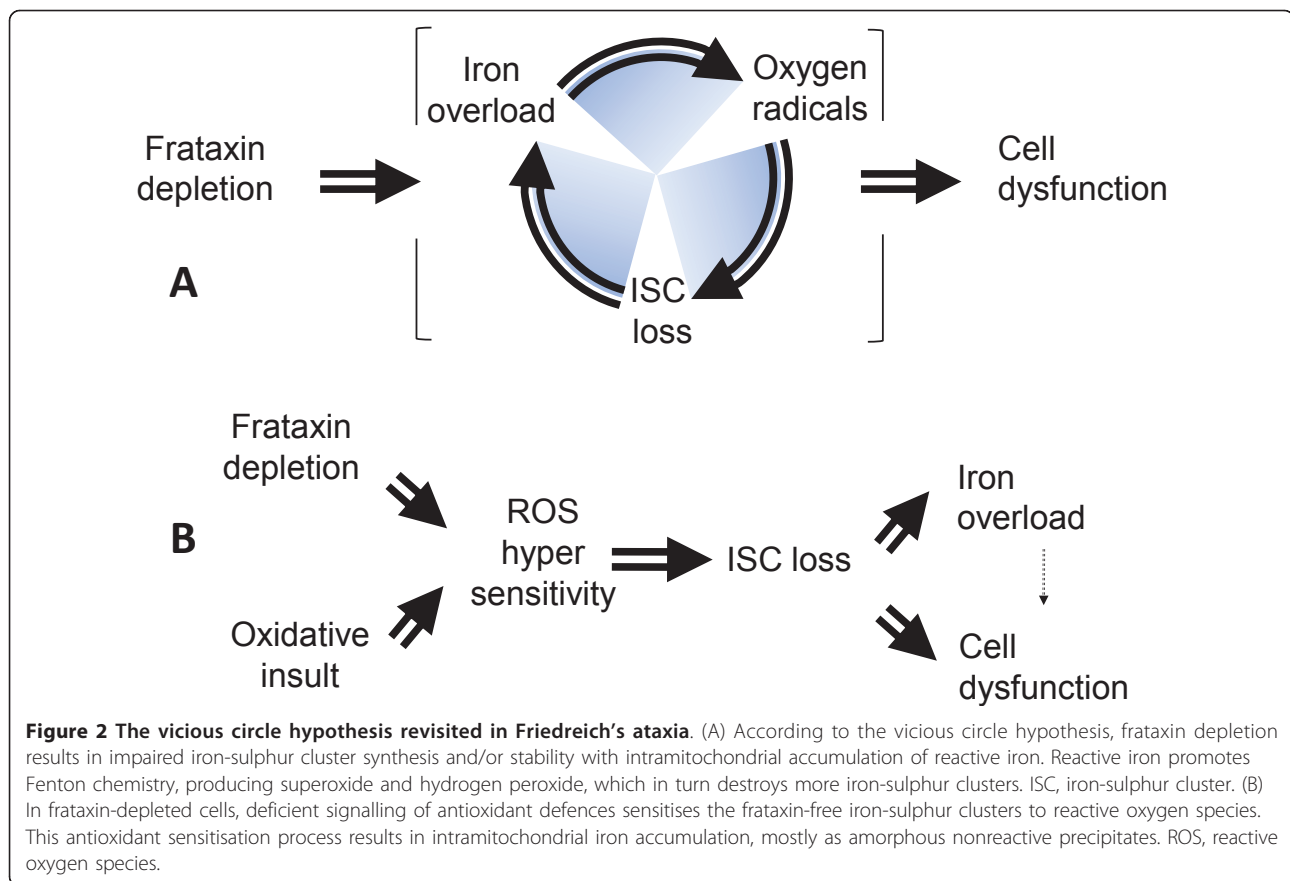 Iron
overload
Oxygen
radicals
Frataxin
depletion
Cell
dysfunction
A
ISC
loss
Frataxin
depletion
Iron
overload
B
ROS
hyper
sensitivity
ISC loss
Oxidative
insult
Cell
dysfunction
Figure 2 The vicious circle hypothesis revisited in Friedreich's ataxia. (A) According to the vicious circle hypothesis, frataxin depletion
results in impaired iron-sulphur cluster synthesis and/or stability with intramitochondrial accumulation of reactive iron. Reactive iron promotes
Fenton chemistry, producing superoxide and hydrogen peroxide, which in turn destroys more iron-sulphur clusters. ISC, iron-sulphur cluster. (B)
In frataxin-depleted cells, deficient signalling of antioxidant defences sensitises the frataxin-free iron-sulphur clusters to reactive oxygen species.
This antioxidant sensitisation process results in intramitochondrial iron accumulation, mostly as amorphous nonreactive precipitates. ROS, reactive
oxygen species.